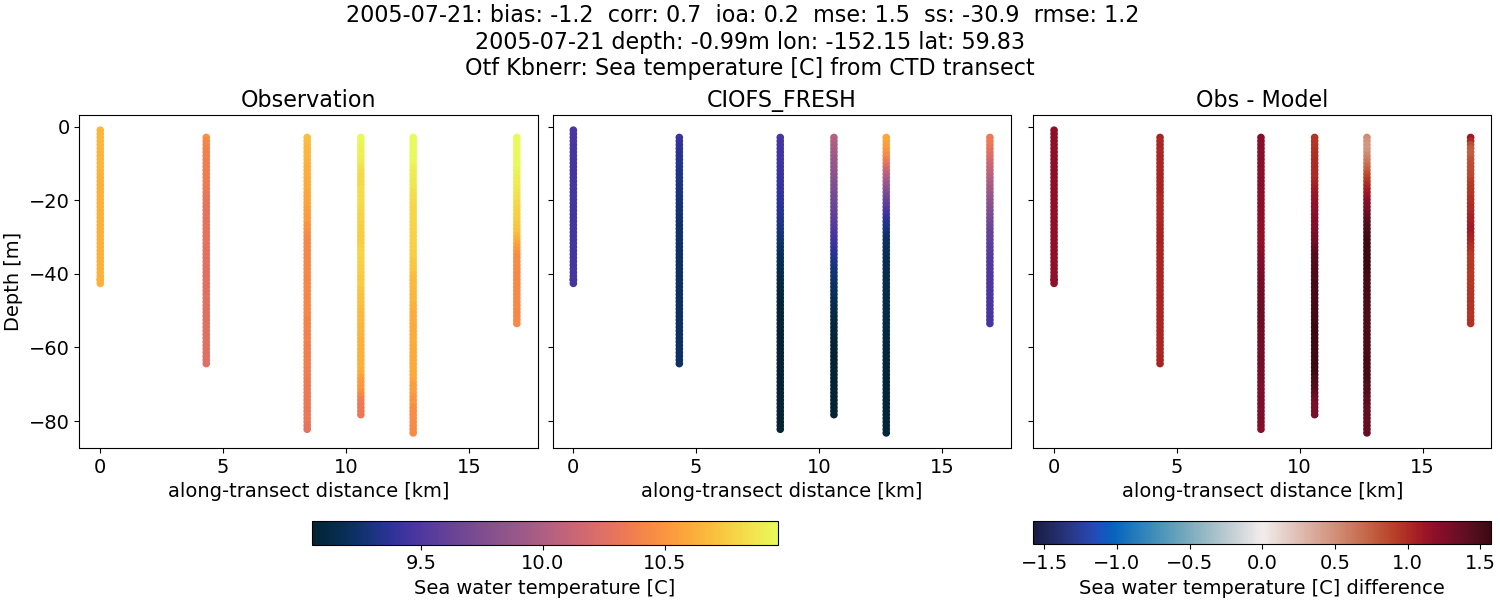 2005-07-21: bias: -1.2  corr: 0.7  ioa: 0.2  mse: 1.5  ss: -30.9  rmse: 1.2
2005-07-21 depth: -0.99m lon: -152.15 lat: 59.83
Otf Kbnerr: Sea temperature [C] from CTD transect
Observation
CIOFS_FRESH
Obs - Model
Depth [m]
0
−20
−40
−60
−80
0 5 10 15
0 5 10 15
0 5 10 15
along-transect distance [km]
along-transect distance [km]
along-transect distance [km]
9.5 10.0 10.5
Sea water temperature [C]
−1.5 −1.0 −0.5 0.0 0.5 1.0 1.5
Sea water temperature [C] difference